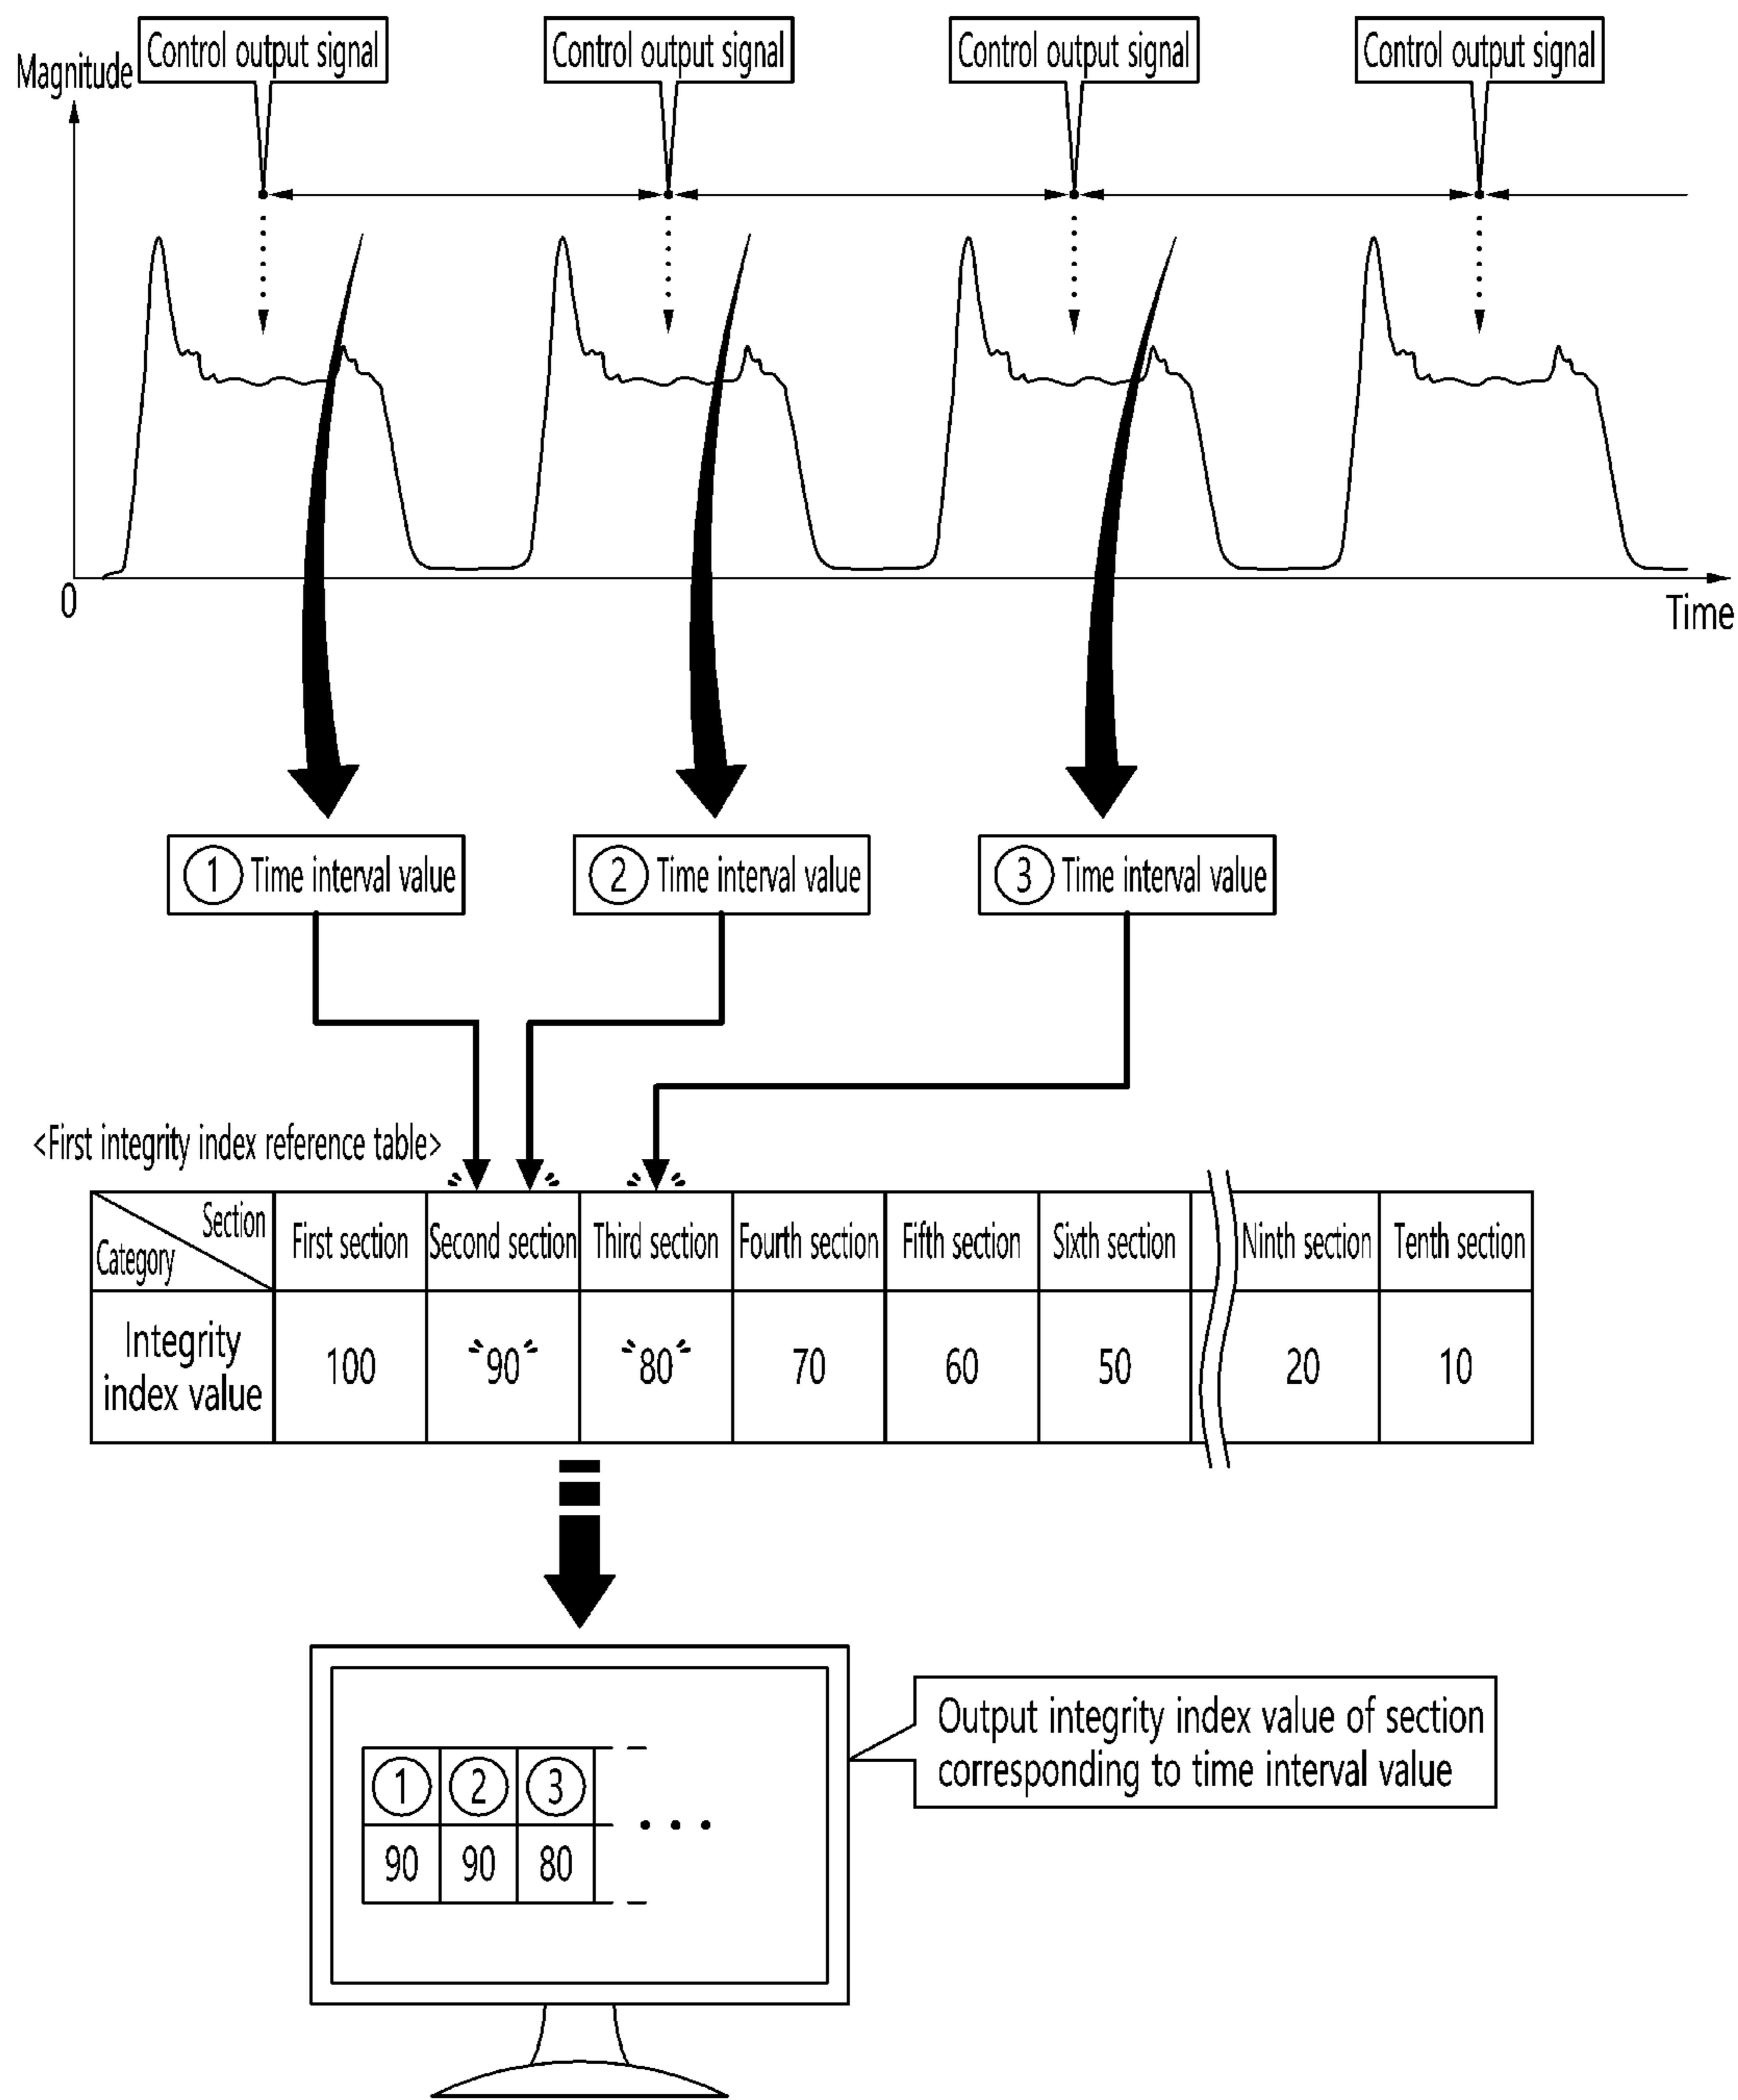 Control output signal
Control output signal
Control output signal
Control output signal
Magnitude
0
Time
1 Time interval value
2 Time interval value
3 Time interval value
<First integrity index reference table>
Section
Category
First section
Second section
Third section
Fourth section
Fifth section
Sixth section
Ninth section
Tenth section
Integrity
index value
100
90
80
70
60
50
20
10
Output integrity index value of section
corresponding to time interval value
1 2 3
90 90 80